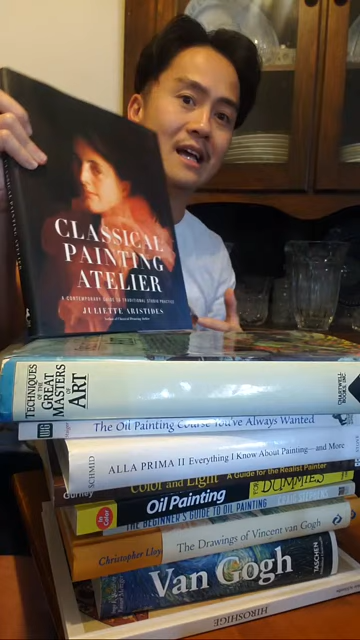 CLASSICAL
PAINTING
ATELIER
A CONTEMPORARY GUIDE TO TRADITIONAL STUDIO PRACTICE
JULIETTE ARISTIDES
TECHNIQUES
OF THE
GREAT
MASTERS
OF
ART
CHARTWELL
BOOKS, INC.
The Oil Painting Course You've Always Wanted
SCHMID
ALLA PRIMA II Everything I Know About Painting—and More
Gurney
Color and Light A Guide for the Realist Painter
Oil Painting
DUMMIES
THE BEGINNER'S GUIDE TO OIL PAINTING
Christopher Lloyd
The Drawings of Vincent van Gogh
Van Gogh
TASCHEN
HIROSHIGE